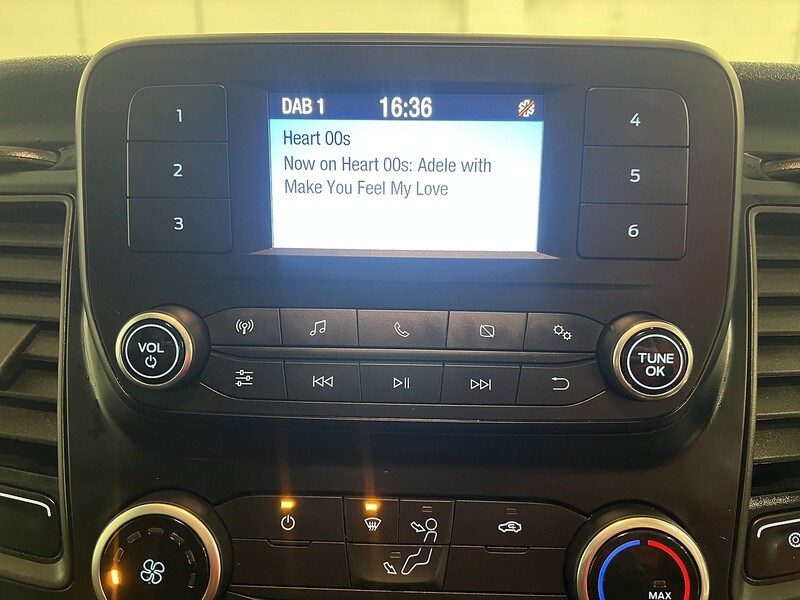 DAB 1 16:36
Heart 00s
Now on Heart 00s: Adele with
Make You Feel My Love
1
2
3
4
5
6
VOL
TUNE
OK
MAX